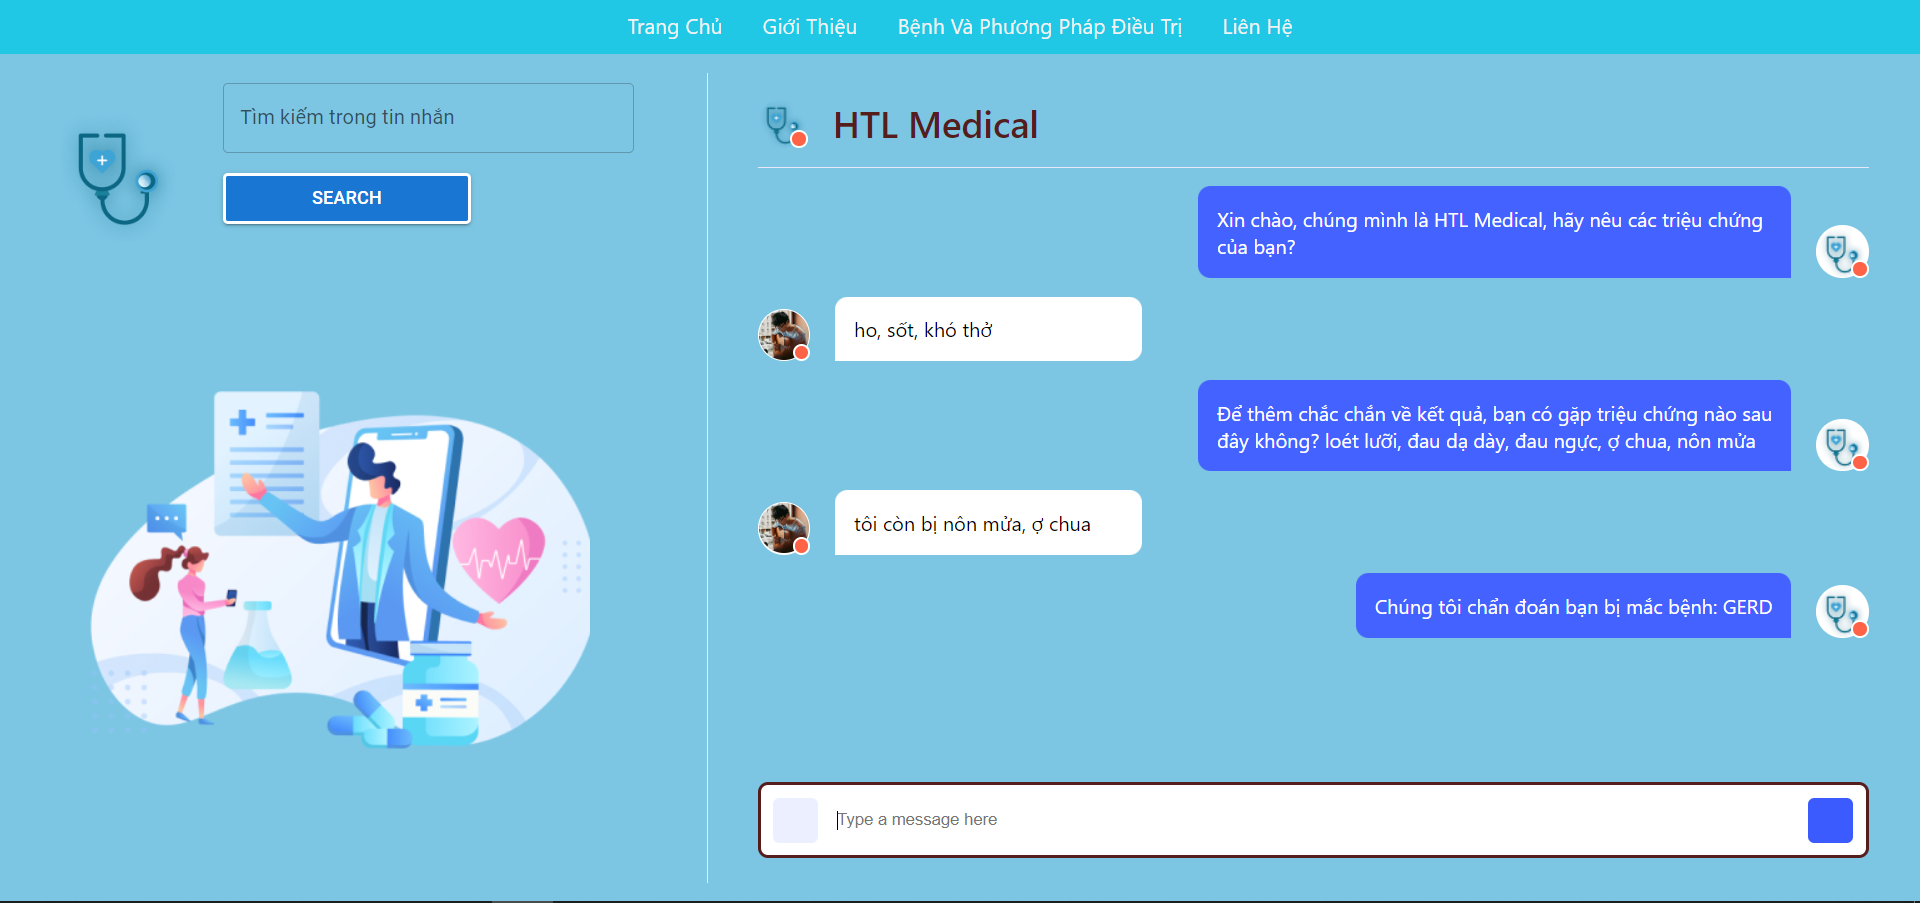 Trang Chủ Giới Thiệu Bệnh Và Phương Pháp Điều Trị Liên Hệ
Tìm kiếm trong tin nhắn
SEARCH
HTL Medical
Xin chào, chúng mình là HTL Medical, hãy nêu các triệu chứng
của bạn?
ho, sốt, khó thở
Để thêm chắc chắn về kết quả, bạn có gặp triệu chứng nào sau
đây không? loét lưỡi, đau dạ dày, đau ngực, ợ chua, nôn mửa
tôi còn bị nôn mửa, ợ chua
Chúng tôi chẩn đoán bạn bị mắc bệnh: GERD
Type a message here